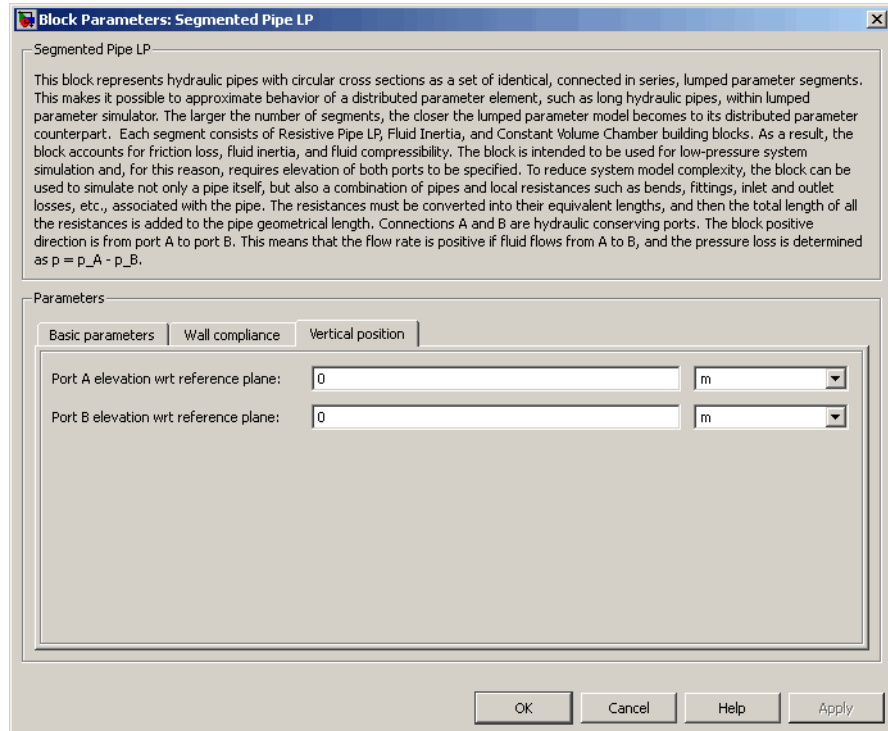 Block Parameters: Segmented Pipe LP
Segmented Pipe LP
This block represents hydraulic pipes with circular cross sections as a set of identical, connected in series, lumped parameter segments.
This makes it possible to approximate behavior of a distributed parameter element, such as long hydraulic pipes, within lumped
parameter simulator. The larger the number of segments, the closer the lumped parameter model becomes to its distributed parameter
counterpart.  Each segment consists of Resistive Pipe LP, Fluid Inertia, and Constant Volume Chamber building blocks. As a result, the
block accounts for friction loss, fluid inertia, and fluid compressibility. The block is intended to be used for low-pressure system
simulation and, for this reason, requires elevation of both ports to be specified. To reduce system model complexity, the block can be
used to simulate not only a pipe itself, but also a combination of pipes and local resistances such as bends, fittings, inlet and outlet
losses, etc., associated with the pipe. The resistances must be converted into their equivalent lengths, and then the total length of all
the resistances is added to the pipe geometrical length. Connections A and B are hydraulic conserving ports. The block positive
direction is from port A to port B. This means that the flow rate is positive if fluid flows from A to B, and the pressure loss is determined
as p = p_A - p_B.
Parameters
Basic parameters Wall compliance Vertical position
Port A elevation wrt reference plane: 0 m
Port B elevation wrt reference plane: 0 m
OK Cancel Help Apply